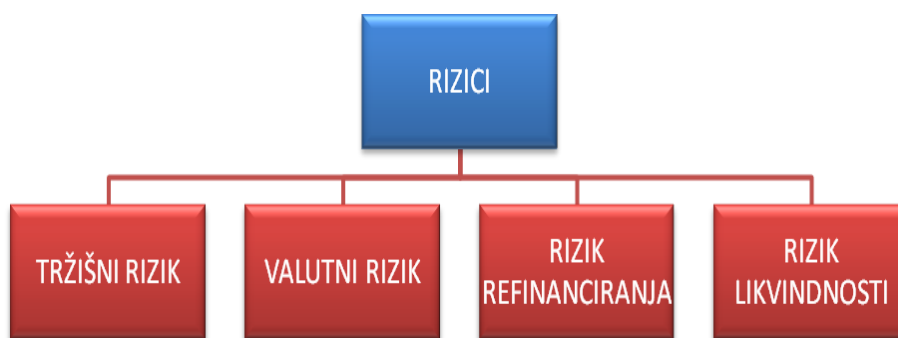 RIZICI
TRŽIŠNI RIZIK
VALUTNI RIZIK
RIZIK
REFINANCIRANJA
RIZIK
LIKVINDNOSTI